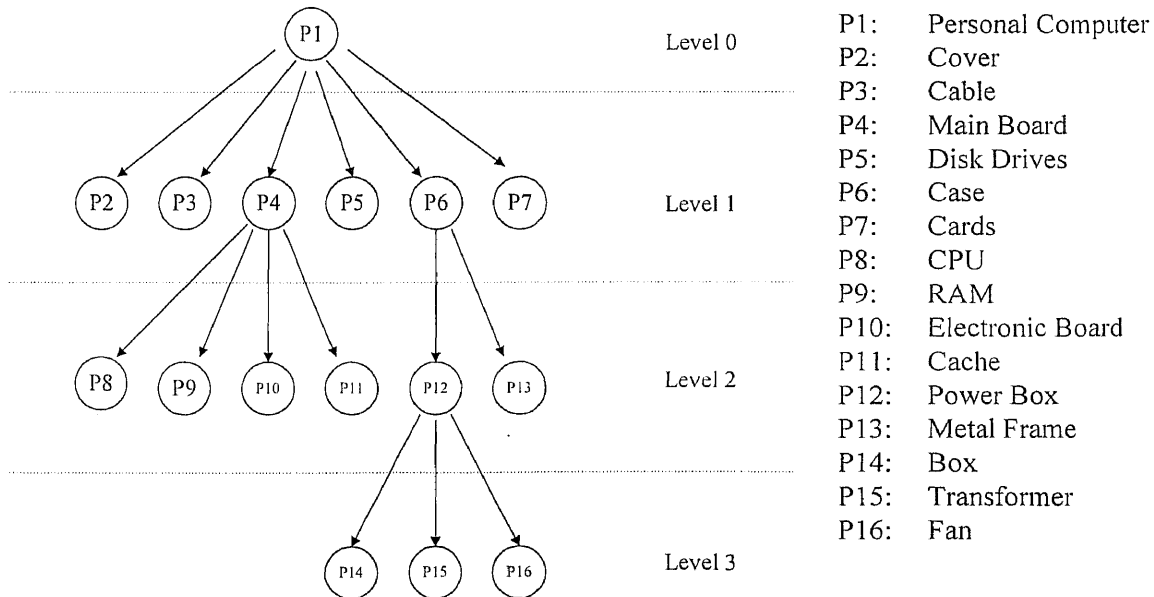 P1
Level 0
P2 P3 P4 P5 P6 P7
Level 1
P8 P9 P10 P11 P12 P13
Level 2
P14 P15 P16
Level 3
P1: Personal Computer
P2: Cover
P3: Cable
P4: Main Board
P5: Disk Drives
P6: Case
P7: Cards
P8: CPU
P9: RAM
P10: Electronic Board
P11: Cache
P12: Power Box
P13: Metal Frame
P14: Box
P15: Transformer
P16: Fan